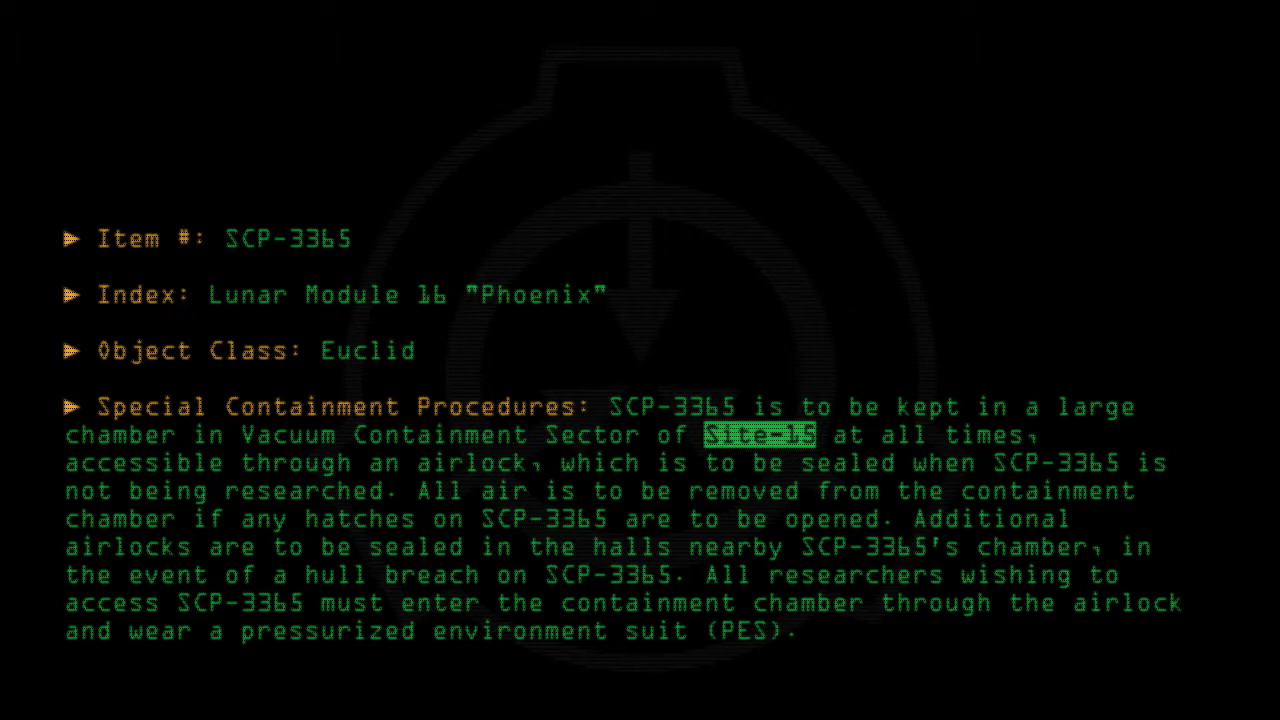 ► Item #: SCP-3365
► Index: Lunar Module 16 "Phoenix"
► Object Class: Euclid
► Special Containment Procedures: SCP-3365 is to be kept in a large
chamber in Vacuum Containment Sector of Site-15 at all times,
accessible through an airlock, which is to be sealed when SCP-3365 is
not being researched. All air is to be removed from the containment
chamber if any hatches on SCP-3365 are to be opened. Additional
airlocks are to be sealed in the halls nearby SCP-3365's chamber, in
the event of a hull breach on SCP-3365. All researchers wishing to
access SCP-3365 must enter the containment chamber through the airlock
and wear a pressurized environment suit (PES).